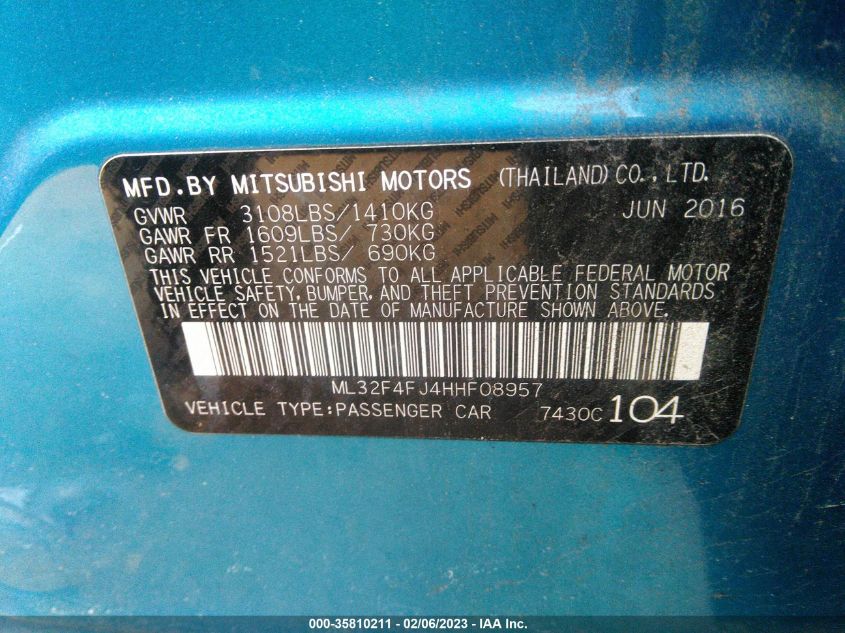 MFD.BY MITSUBISHI MOTORS (THAILAND) CO., LTD.
GVWR 3108LBS/1410KG JUN 2016
GAWR FR 1609LBS/ 730KG
GAWR RR 1521LBS/ 690KG
THIS VEHICLE CONFORMS TO ALL APPLICABLE FEDERAL MOTOR
VEHICLE SAFETY, BUMPER, AND THEFT PREVENTION STANDARDS
IN EFFECT ON THE DATE OF MANUFACTURE SHOWN ABOVE.
ML32F4FJ4HHF08957
VEHICLE TYPE:PASSENGER CAR 7430C 104
000-35810211 - 02/06/2023 - IAA Inc.